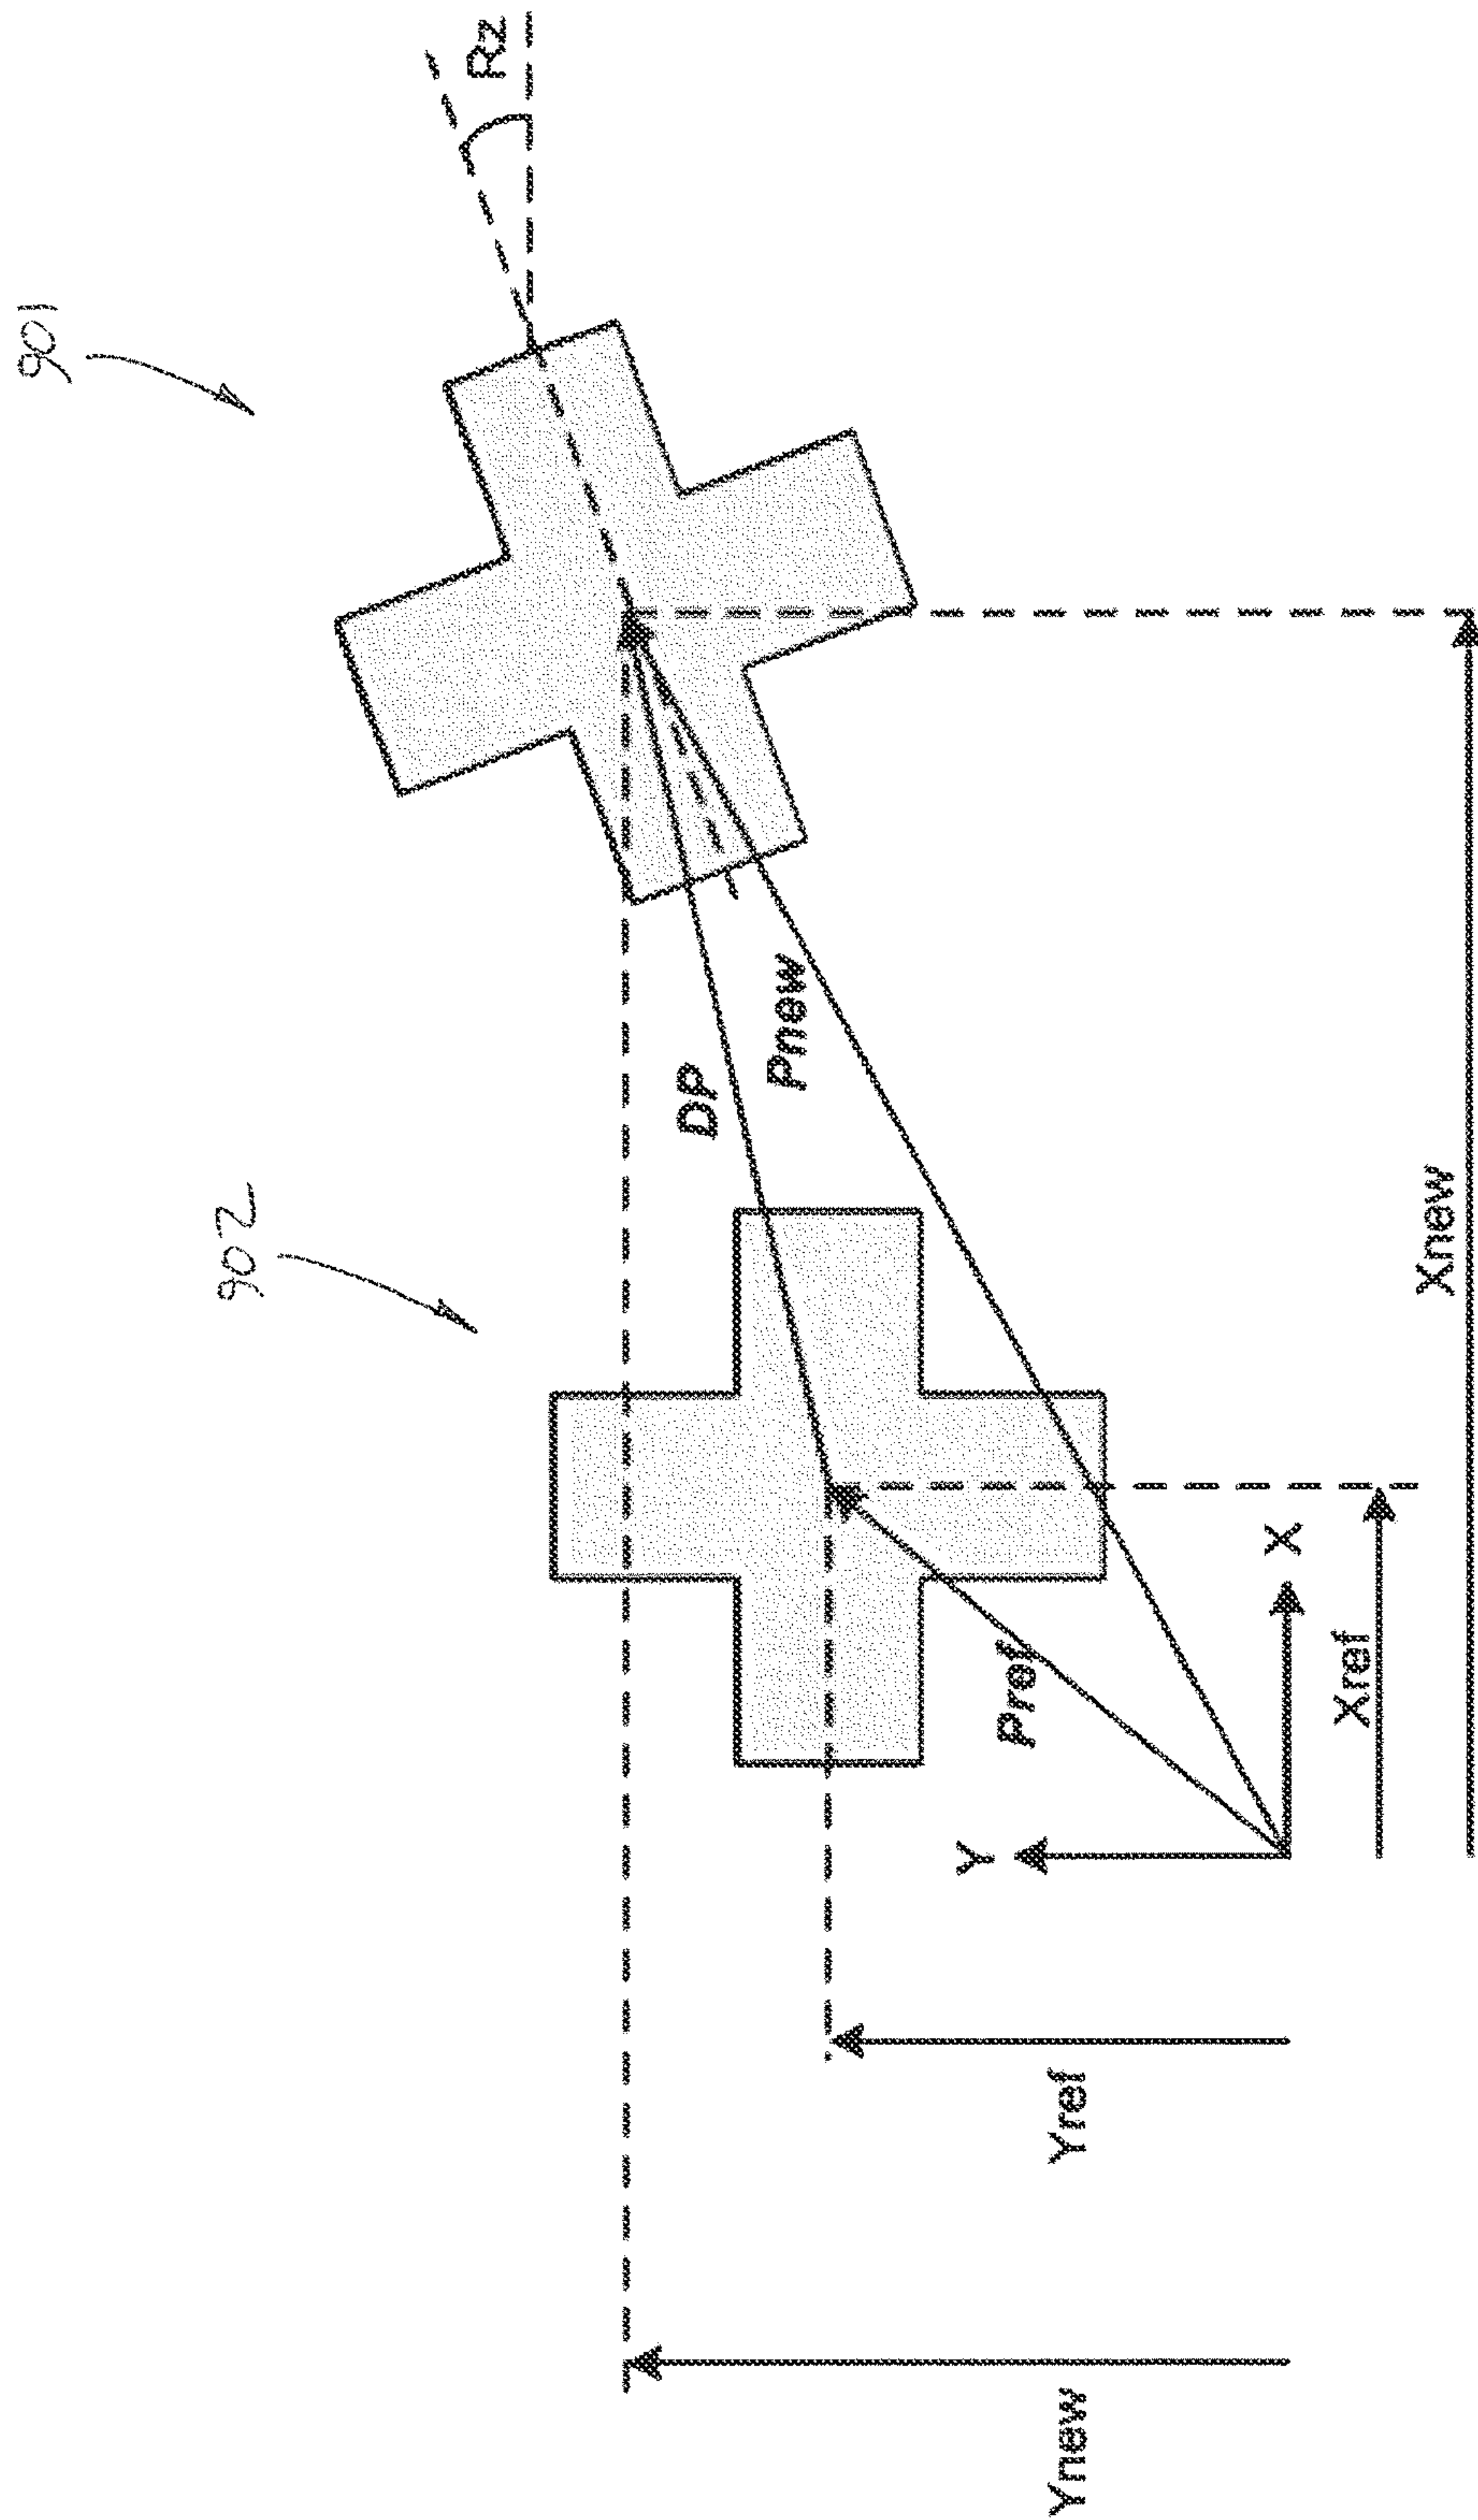 901
902
Rz
DP
Pnew
Y
Pref
Ynew
Yref
X
Xref
Xnew